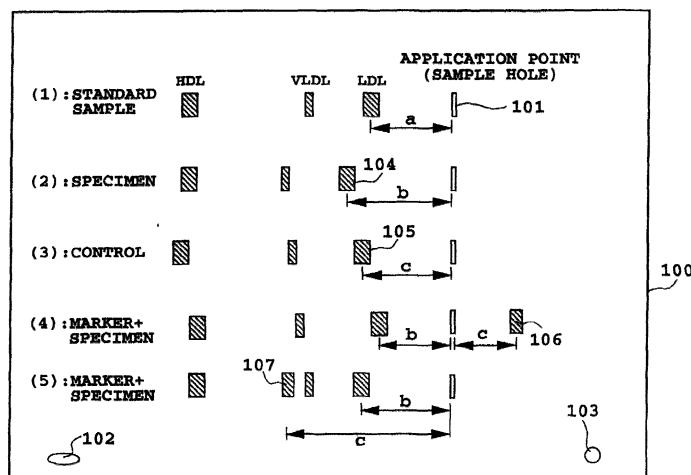 APPLICATION POINT
(SAMPLE HOLE)
HDL VLDL LDL
(1):STANDARD
SAMPLE
101
a
(2):SPECIMEN
104
b
(3):CONTROL
105
c
100
(4):MARKER+
SPECIMEN
b c
106
(5):MARKER+
SPECIMEN
107
b
c
102
103